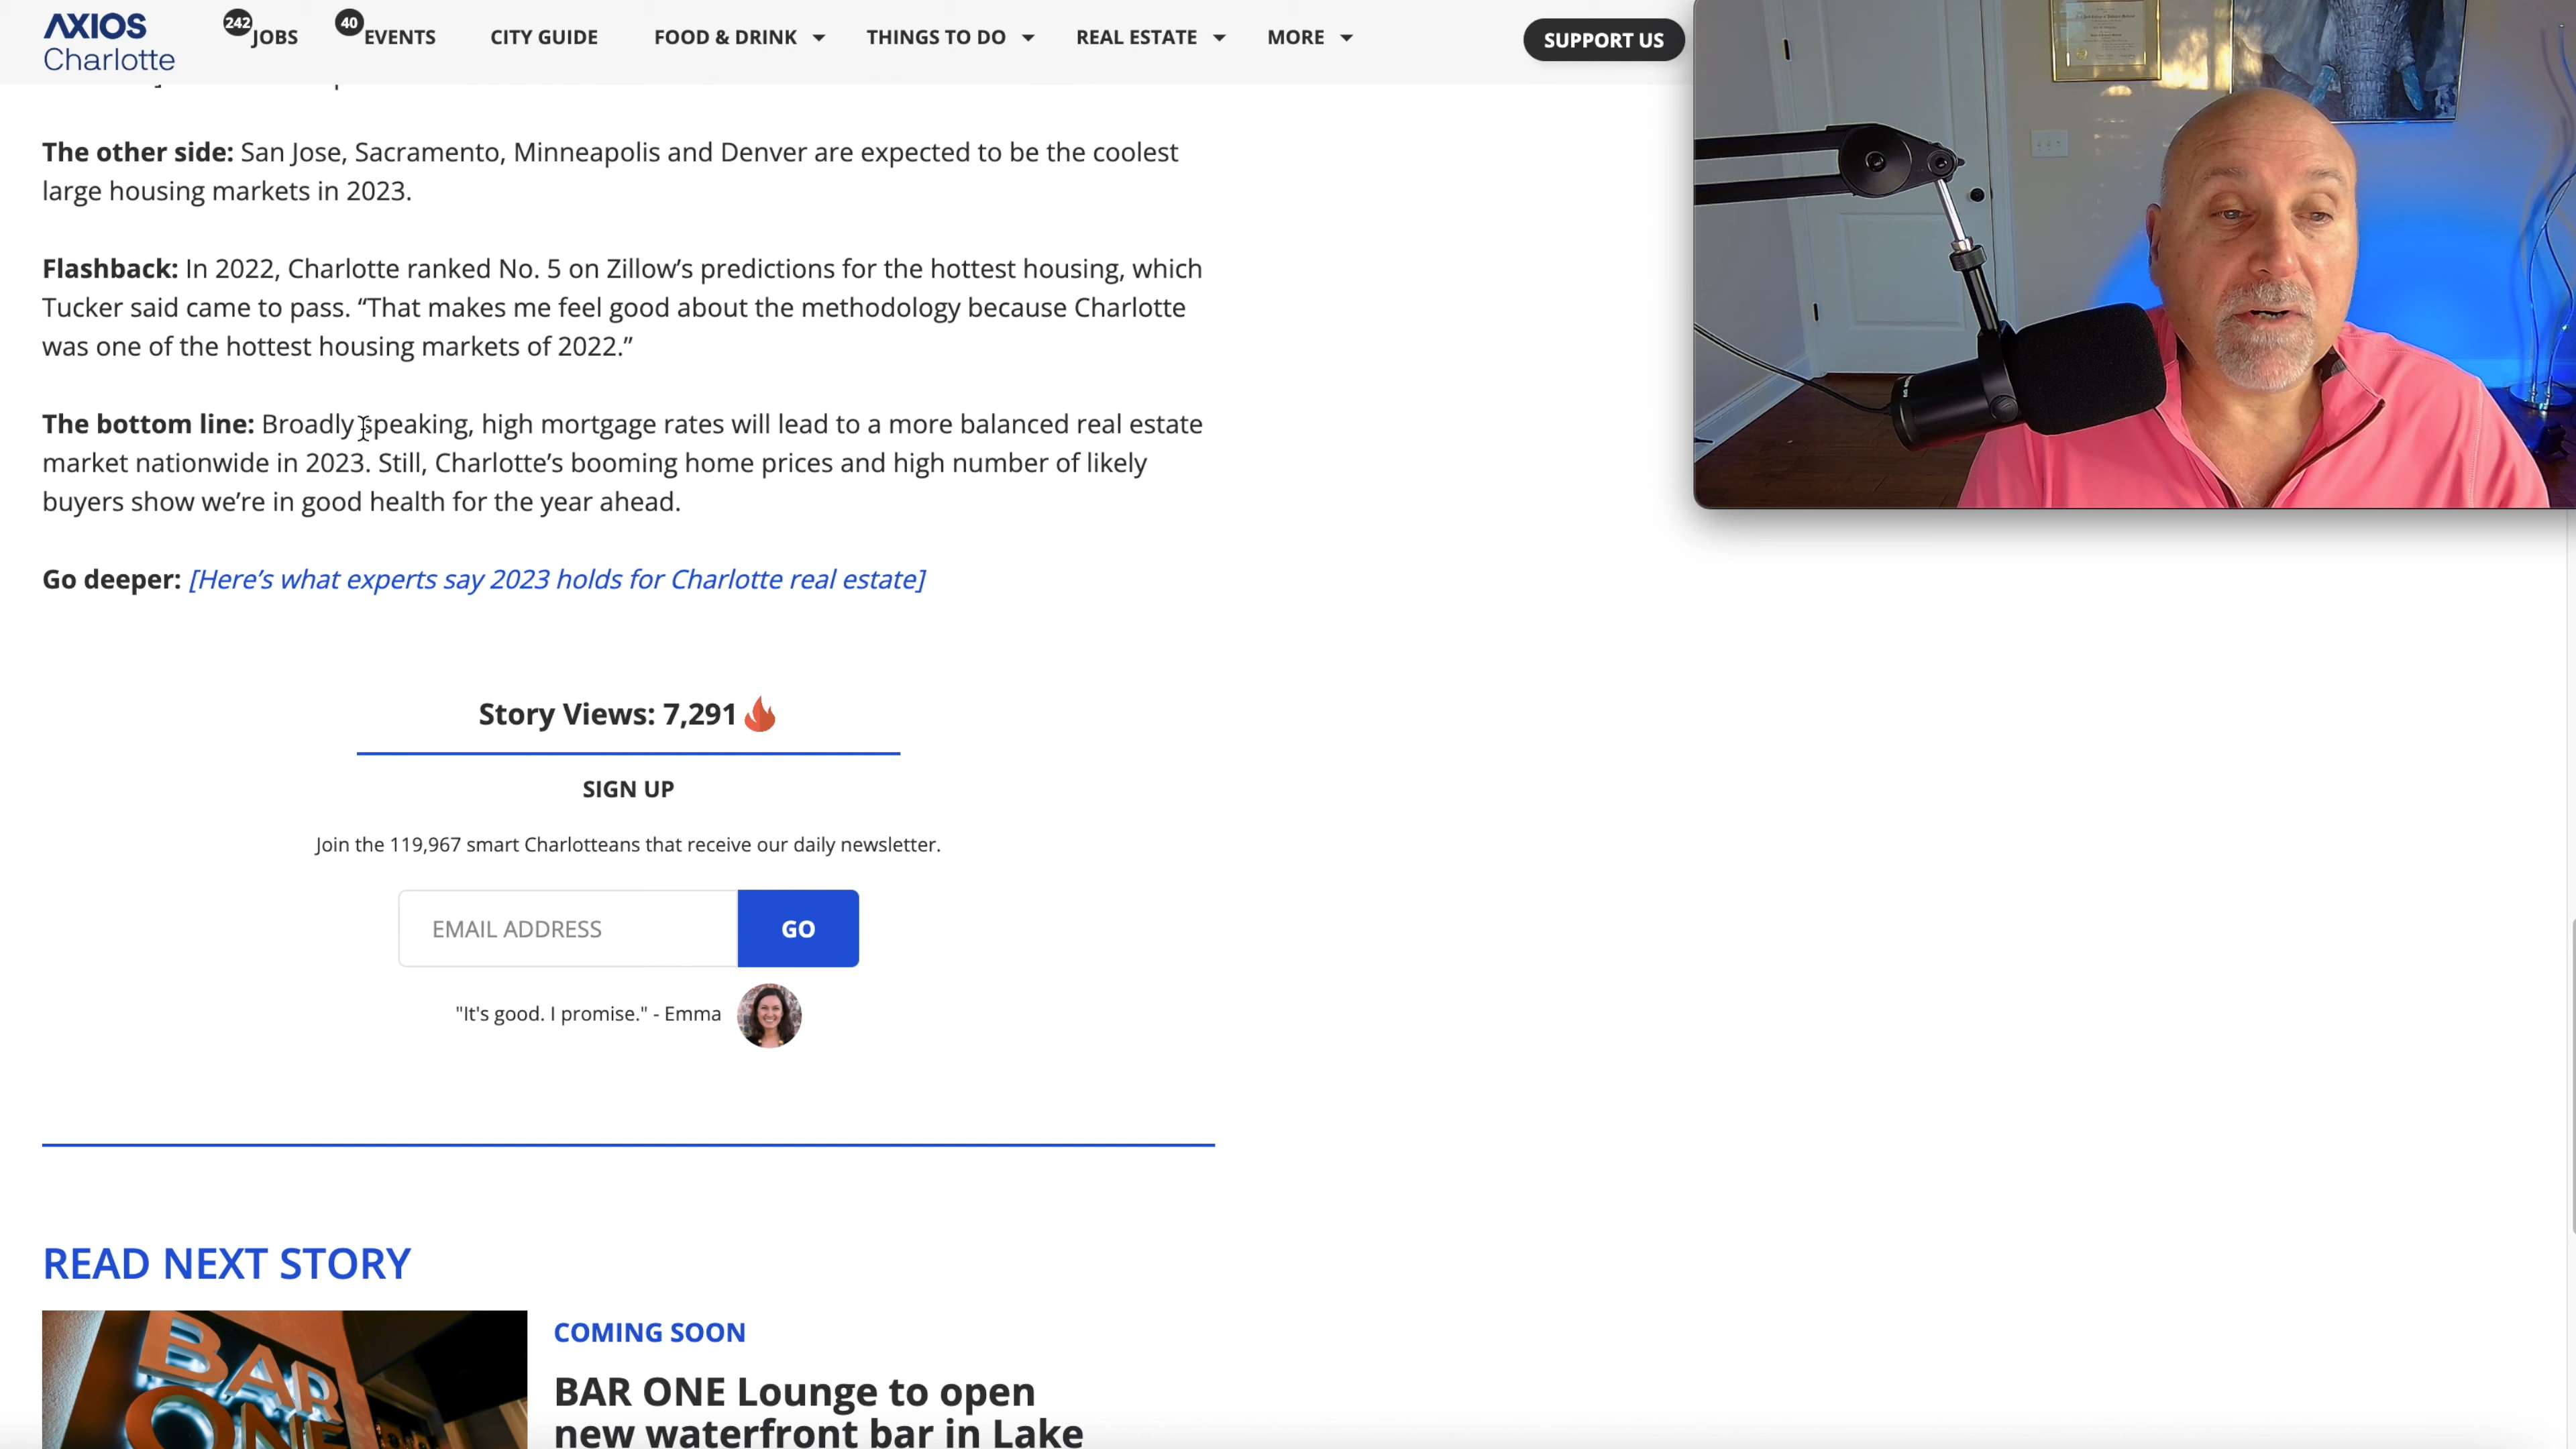 AXIOS
Charlotte
242
JOBS
40
EVENTS
CITY GUIDE
FOOD & DRINK
THINGS TO DO
REAL ESTATE
MORE
SUPPORT US
The other side: San Jose, Sacramento, Minneapolis and Denver are expected to be the coolest
large housing markets in 2023.
Flashback: In 2022, Charlotte ranked No. 5 on Zillow’s predictions for the hottest housing, which
Tucker said came to pass. “That makes me feel good about the methodology because Charlotte
was one of the hottest housing markets of 2022.”
The bottom line: Broadly speaking, high mortgage rates will lead to a more balanced real estate
market nationwide in 2023. Still, Charlotte’s booming home prices and high number of likely
buyers show we’re in good health for the year ahead.
Go deeper: [Here’s what experts say 2023 holds for Charlotte real estate]
Story Views: 7,291
SIGN UP
Join the 119,967 smart Charlotteans that receive our daily newsletter.
EMAIL ADDRESS
GO
"It's good. I promise." - Emma
READ NEXT STORY
BAR
ONE
COMING SOON
BAR ONE Lounge to open
new waterfront bar in Lake